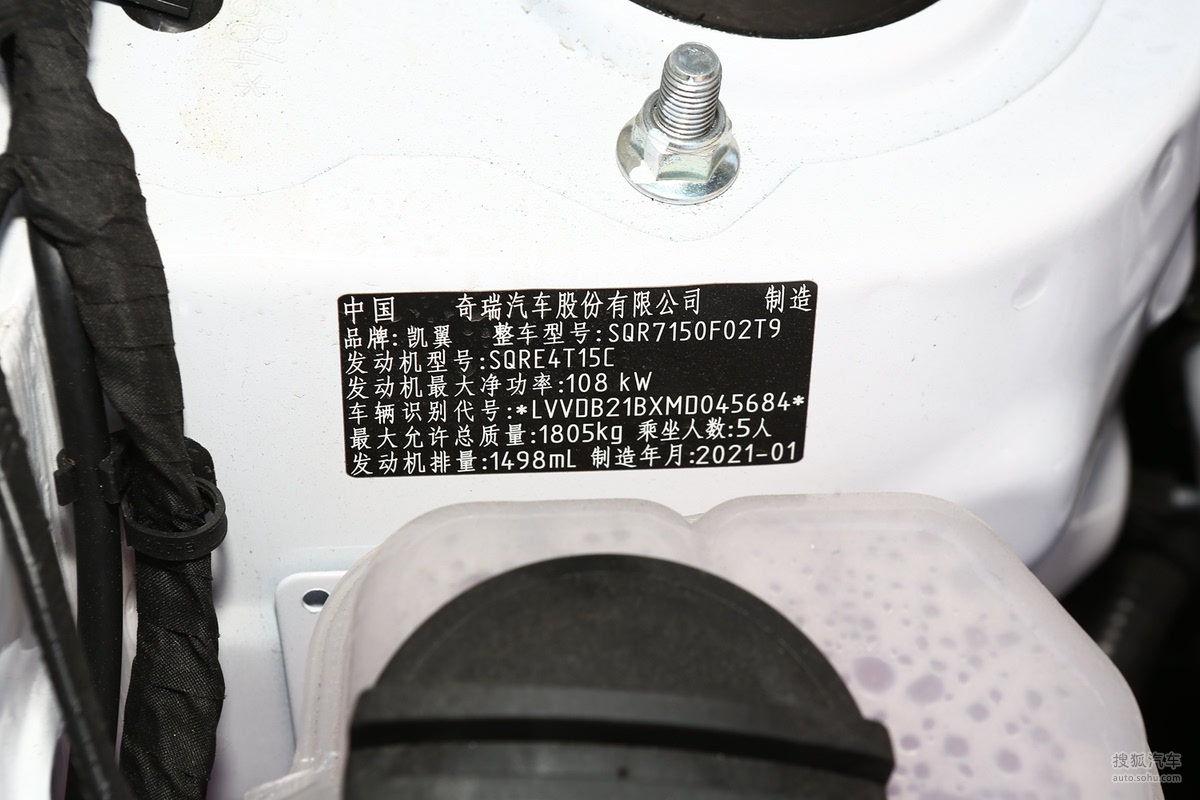 中国 奇瑞汽车股份有限公司 制造
品牌:凯翼 整车型号:SQR7150F02T9
发动机型号:SQRE4T15C
发动机最大净功率:108 kW
车辆识别代号:*LVVDB21BXMD045684*
最大允许总质量:1805kg 乘坐人数:5人
发动机排量:1498mL 制造年月:2021-01
搜狐汽车
auto.sohu.com